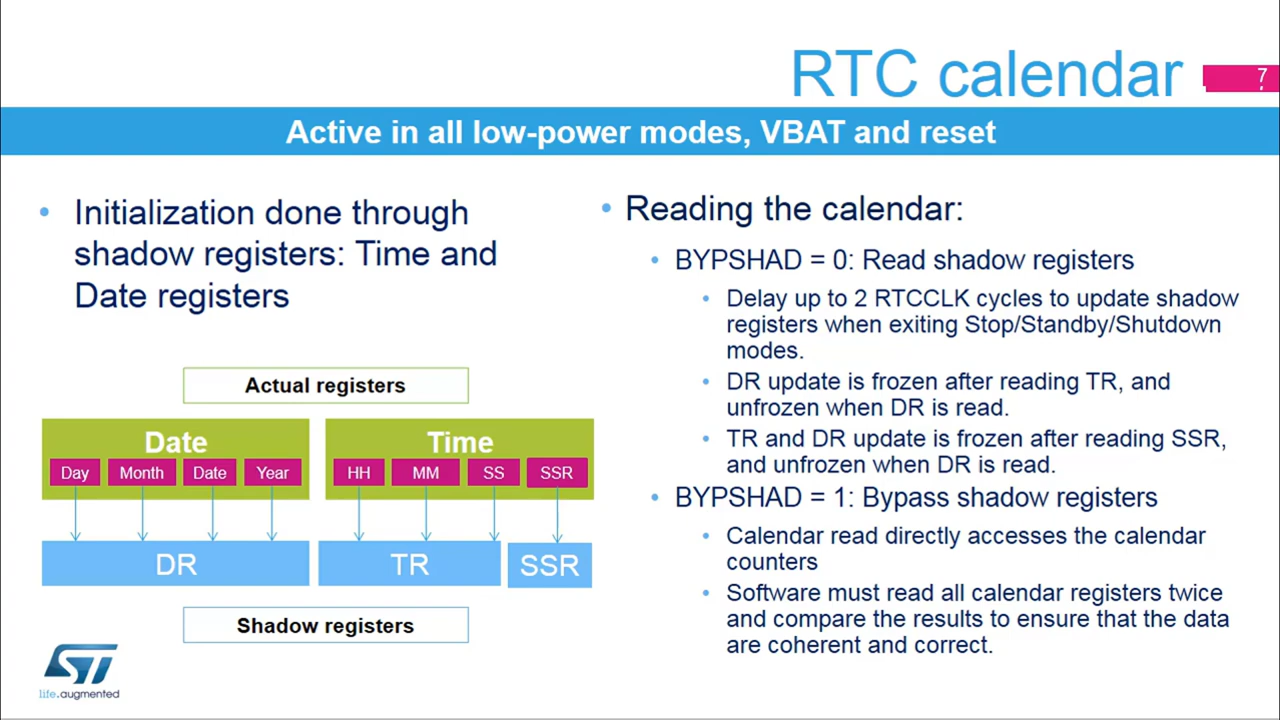 RTC calendar
7
Active in all low-power modes, VBAT and reset
• Initialization done through
shadow registers: Time and
Date registers
Actual registers
Date
Day Month Date Year
Time
HH MM SS SSR
DR TR SSR
Shadow registers
ST
life.augmented
• Reading the calendar:
• BYPSHAD = 0: Read shadow registers
• Delay up to 2 RTCCLK cycles to update shadow
registers when exiting Stop/Standby/Shutdown
modes.
• DR update is frozen after reading TR, and
unfrozen when DR is read.
• TR and DR update is frozen after reading SSR,
and unfrozen when DR is read.
• BYPSHAD = 1: Bypass shadow registers
• Calendar read directly accesses the calendar
counters
• Software must read all calendar registers twice
and compare the results to ensure that the data
are coherent and correct.